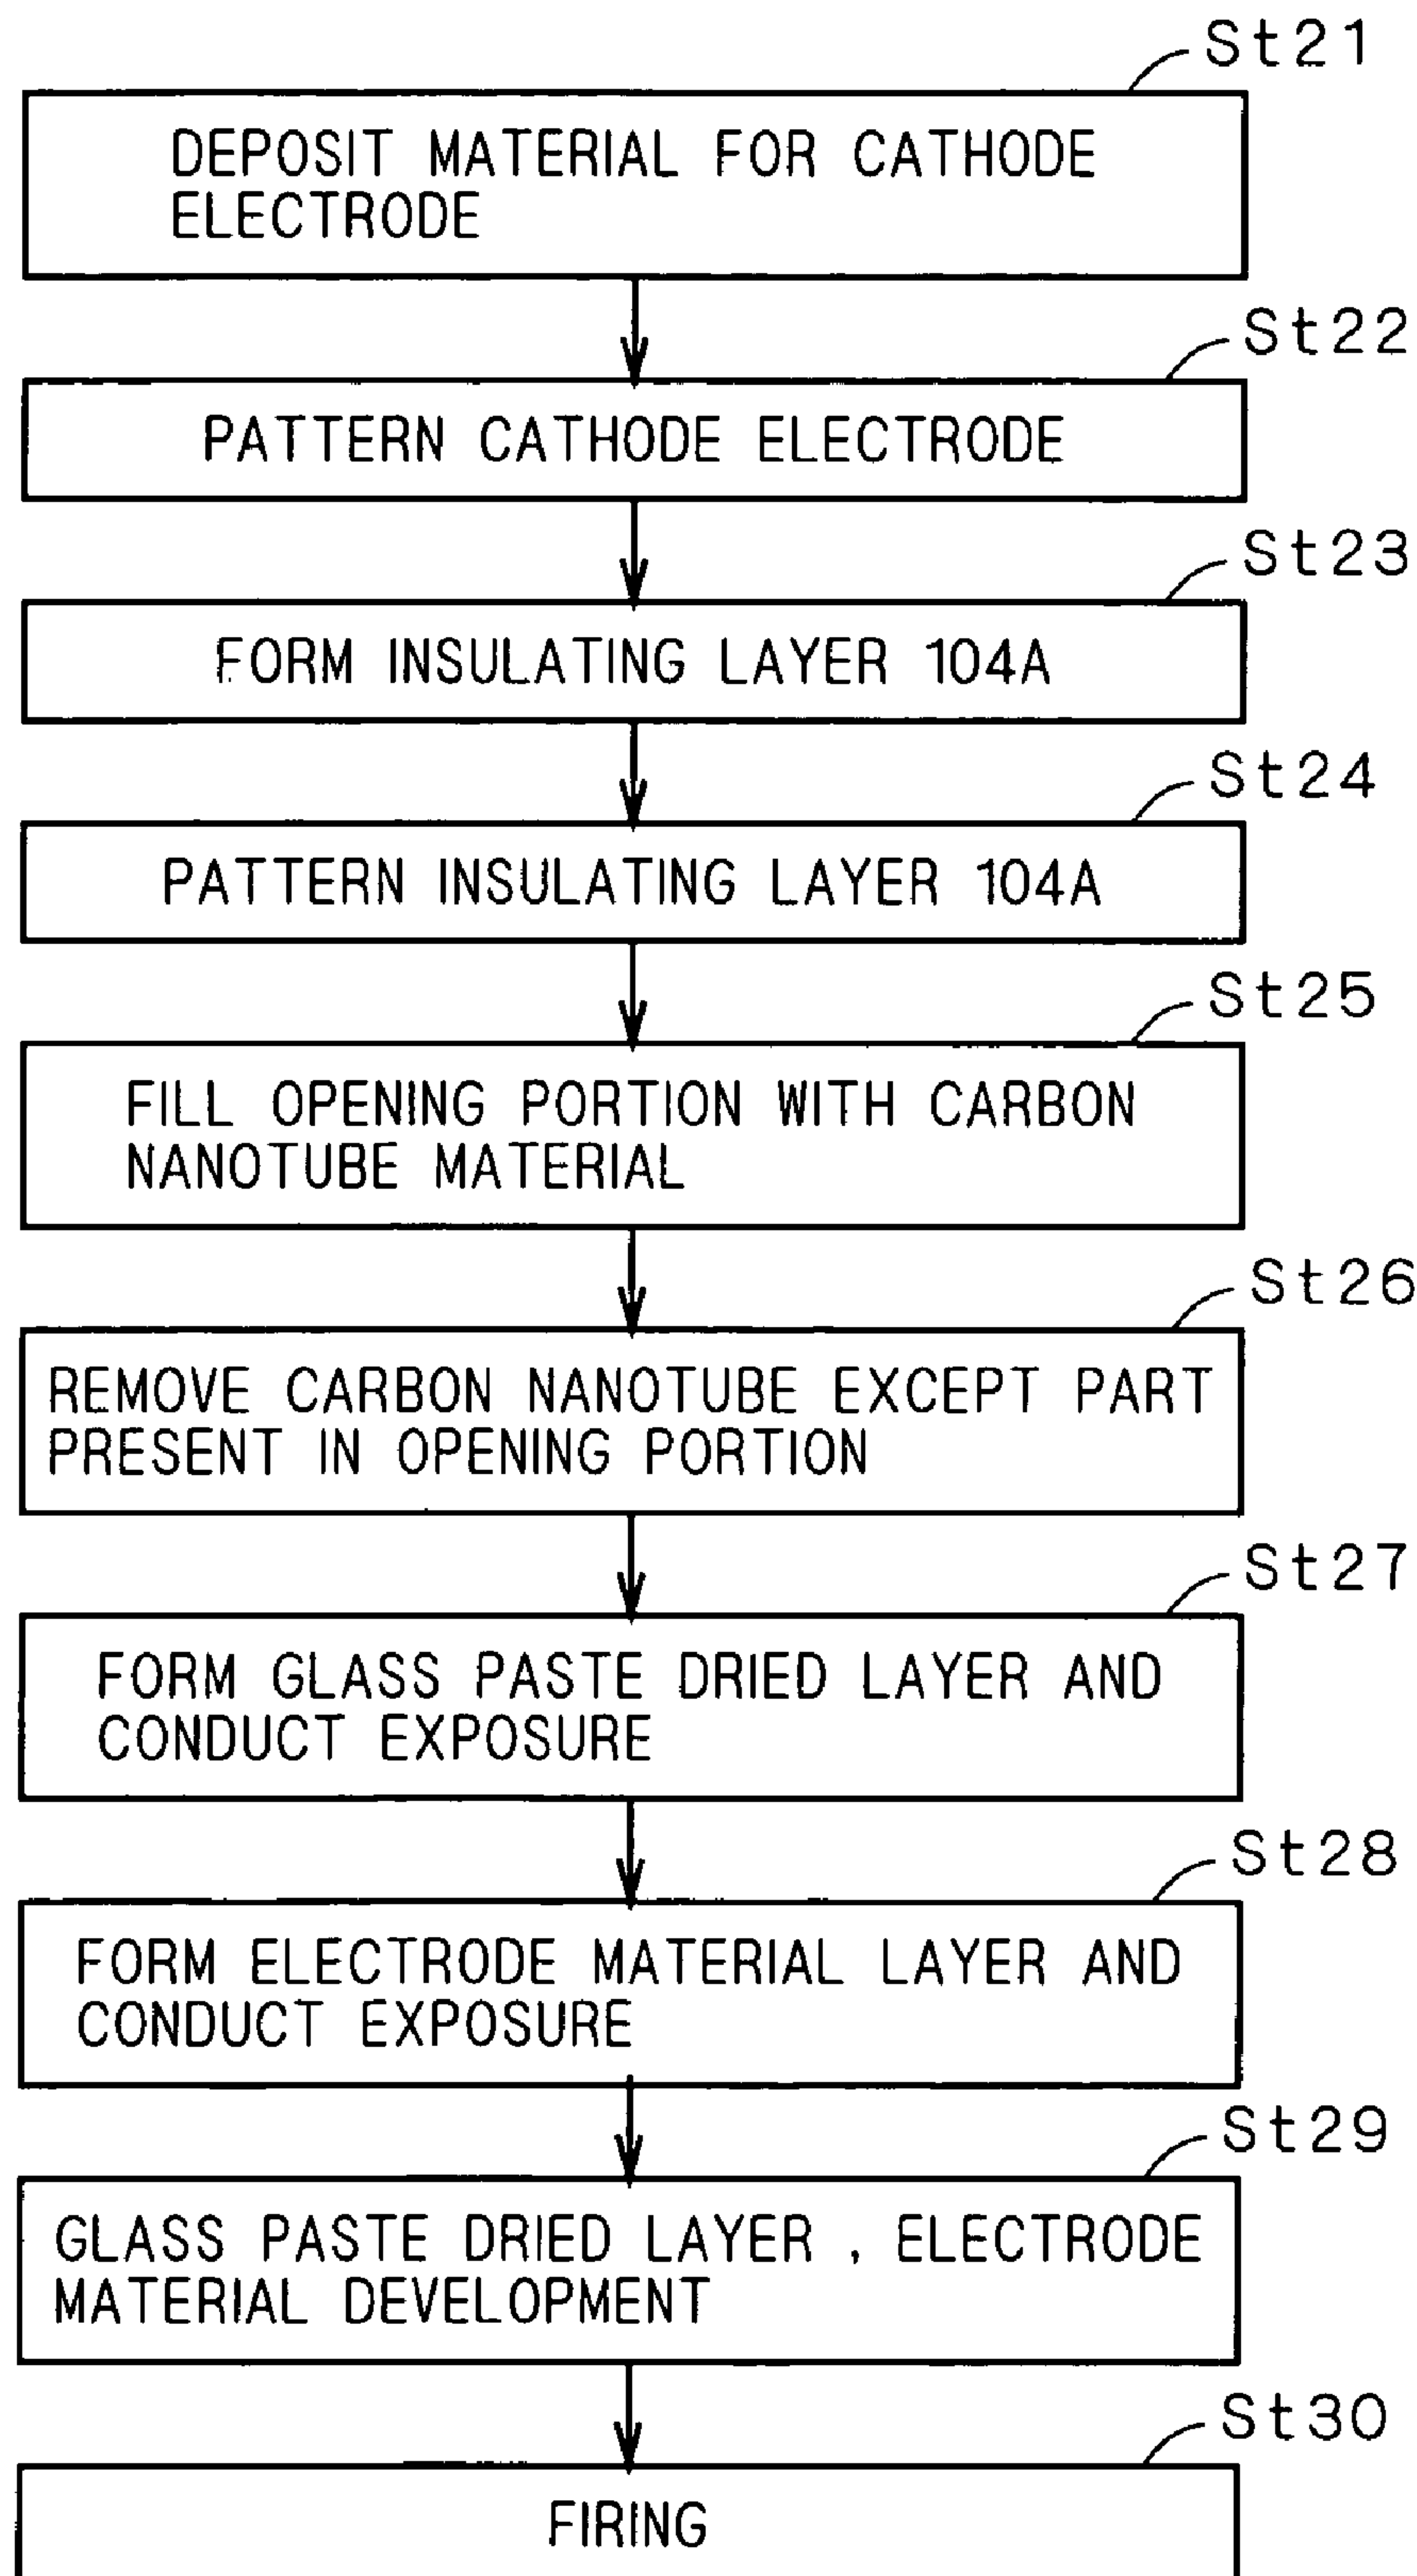 St21
DEPOSIT MATERIAL FOR CATHODE
ELECTRODE
St22
PATTERN CATHODE ELECTRODE
St23
FORM INSULATING LAYER 104A
St24
PATTERN INSULATING LAYER 104A
St25
FILL OPENING PORTION WITH CARBON
NANOTUBE MATERIAL
St26
REMOVE CARBON NANOTUBE EXCEPT PART
PRESENT IN OPENING PORTION
St27
FORM GLASS PASTE DRIED LAYER AND
CONDUCT EXPOSURE
St28
FORM ELECTRODE MATERIAL LAYER AND
CONDUCT EXPOSURE
St29
GLASS PASTE DRIED LAYER , ELECTRODE
MATERIAL DEVELOPMENT
St30
FIRING